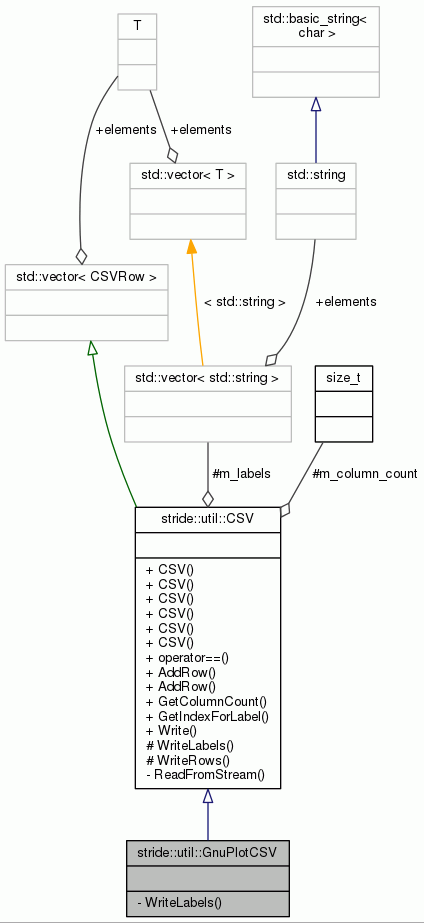 T
std::basic_string<
char >
+elements
+elements
std::vector< T >
std::string
std::vector< CSVRow >
< std::string >
+elements
std::vector< std::string >
size_t
#m_labels
#m_column_count
stride::util::CSV
+ CSV()
+ CSV()
+ CSV()
+ CSV()
+ CSV()
+ CSV()
+ operator==()
+ AddRow()
+ AddRow()
+ GetColumnCount()
+ GetIndexForLabel()
+ Write()
# WriteLabels()
# WriteRows()
- ReadFromStream()
stride::util::GnuPlotCSV
- WriteLabels()